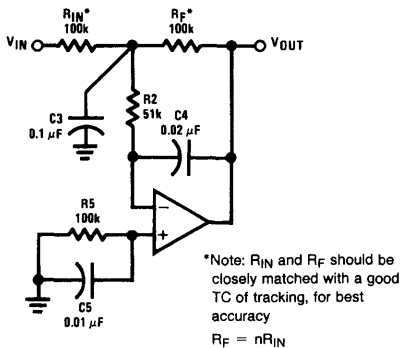 RIN*
100k
RF*
100k
VIN
VOUT
R2
51k
C3
0.1 µF
C4
0.02 µF
R5
100k
−
+
C5
0.01 µF
*Note: RIN and RF should be
closely matched with a good
TC of tracking, for best
accuracy
RF = nRIN